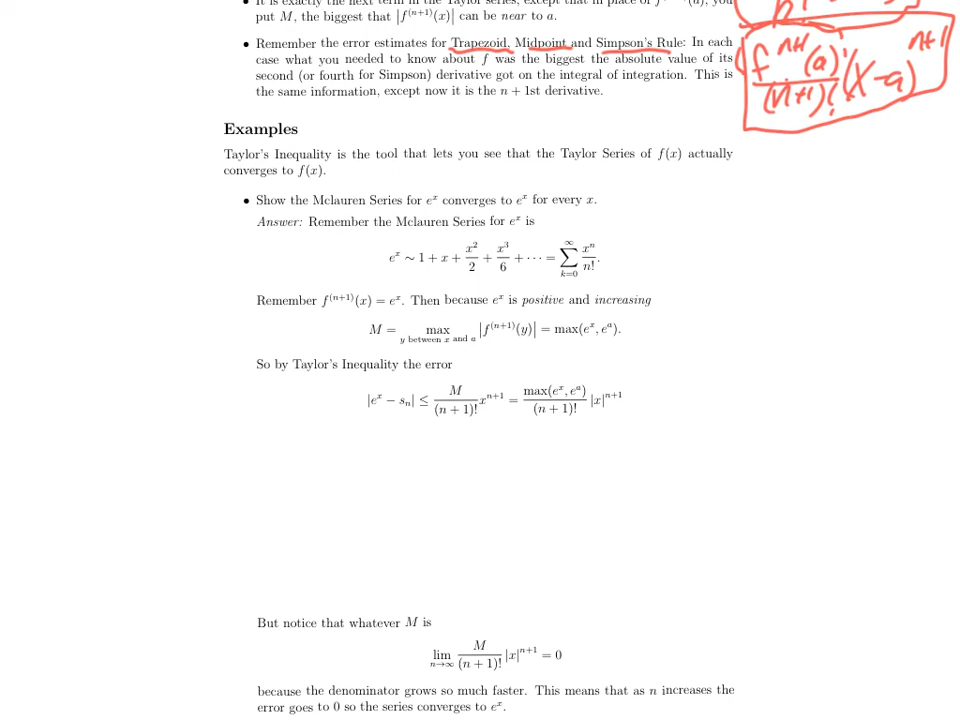 put M, the biggest that |f^{(n+1)}(x)| can be near to a.
• Remember the error estimates for Trapezoid, Midpoint and Simpson's Rule: In each
case what you needed to know about f was the biggest the absolute value of its
second (or fourth for Simpson) derivative got on the integral of integration. This is
the same information, except now it is the n + 1st derivative.
f^{n+1}(a)/(n+1)! (x-a)^{n+1}
Examples
Taylor's Inequality is the tool that lets you see that the Taylor Series of f(x) actually
converges to f(x).
• Show the Mclauren Series for e^x converges to e^x for every x.
Answer: Remember the Mclauren Series for e^x is
e^x ∼ 1 + x + x^2/2 + x^3/6 + ⋯ = ∑_{k=0}^{∞} x^n/n!.
Remember f^{(n+1)}(x) = e^x. Then because e^x is positive and increasing
M = max_{y between x and a} |f^{(n+1)}(y)| = max(e^x, e^a).
So by Taylor's Inequality the error
|e^x − s_n| ≤ M/(n + 1)! x^{n+1} = max(e^x, e^a)/(n + 1)! |x|^{n+1}
But notice that whatever M is
lim_{n→∞} M/(n + 1)! |x|^{n+1} = 0
because the denominator grows so much faster. This means that as n increases the
error goes to 0 so the series converges to e^x.